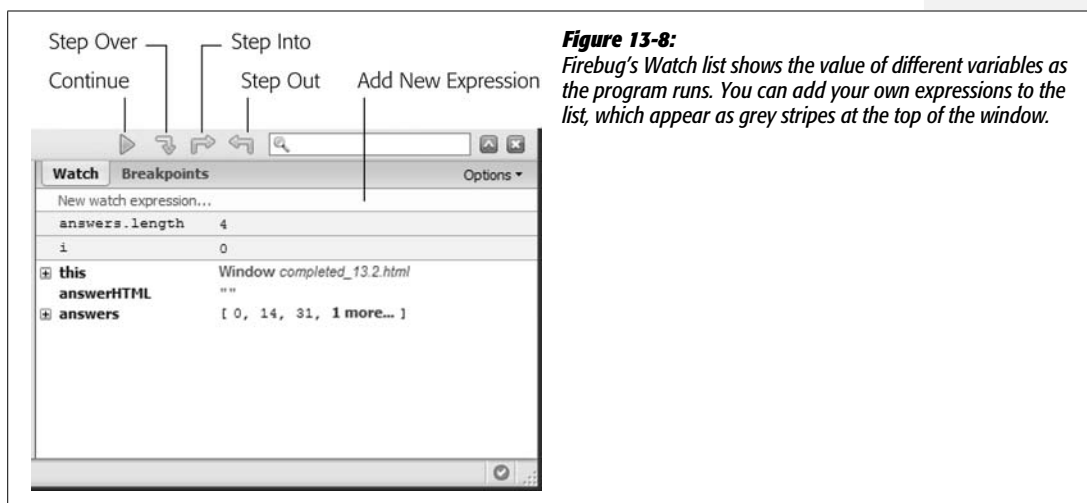 Step Over
Step Into
Continue
Step Out
Add New Expression
Watch
Breakpoints
Options
New watch expression...
answers.length 4
i 0
this Window completed_13.2.html
answerHTML ""
answers [ 0, 14, 31, 1 more... ]
Figure 13-8:
Firebug's Watch list shows the value of different variables as
the program runs. You can add your own expressions to the
list, which appear as grey stripes at the top of the window.